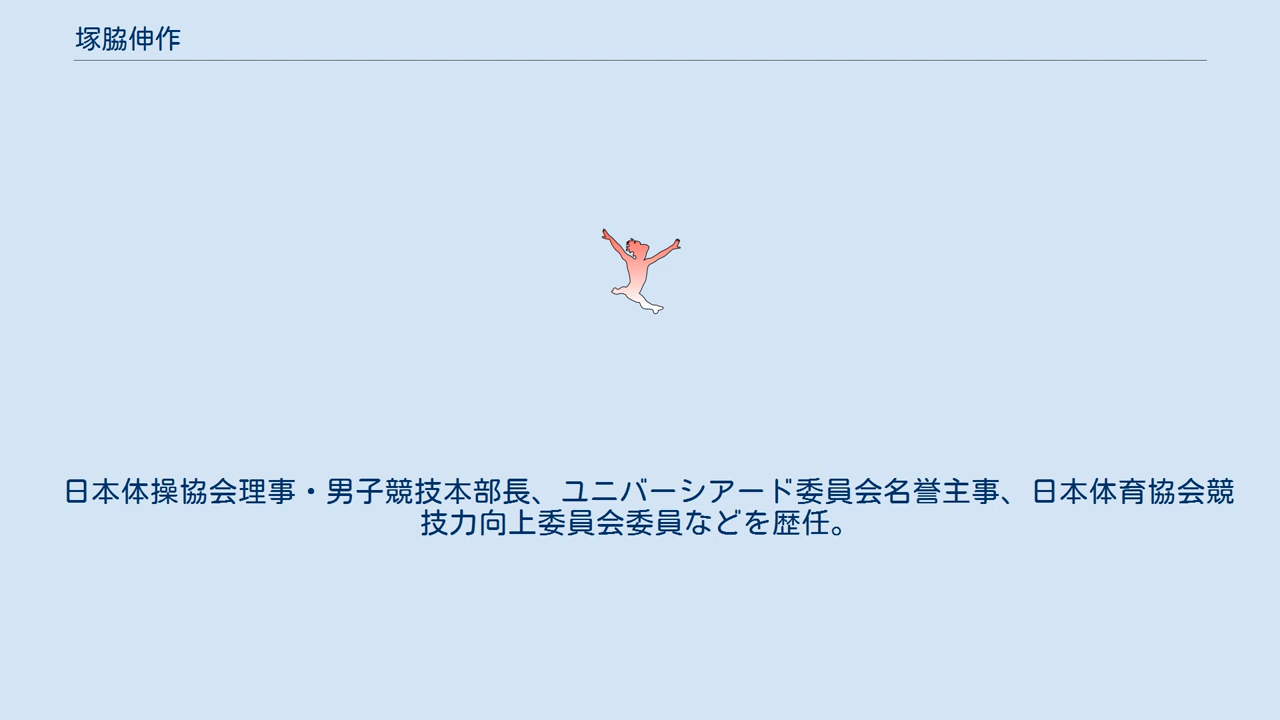 塚脇伸作
日本体操協会理事・男子競技本部長、ユニバーシアード委員会名誉主事、日本体育協会競
技力向上委員会委員などを歴任。